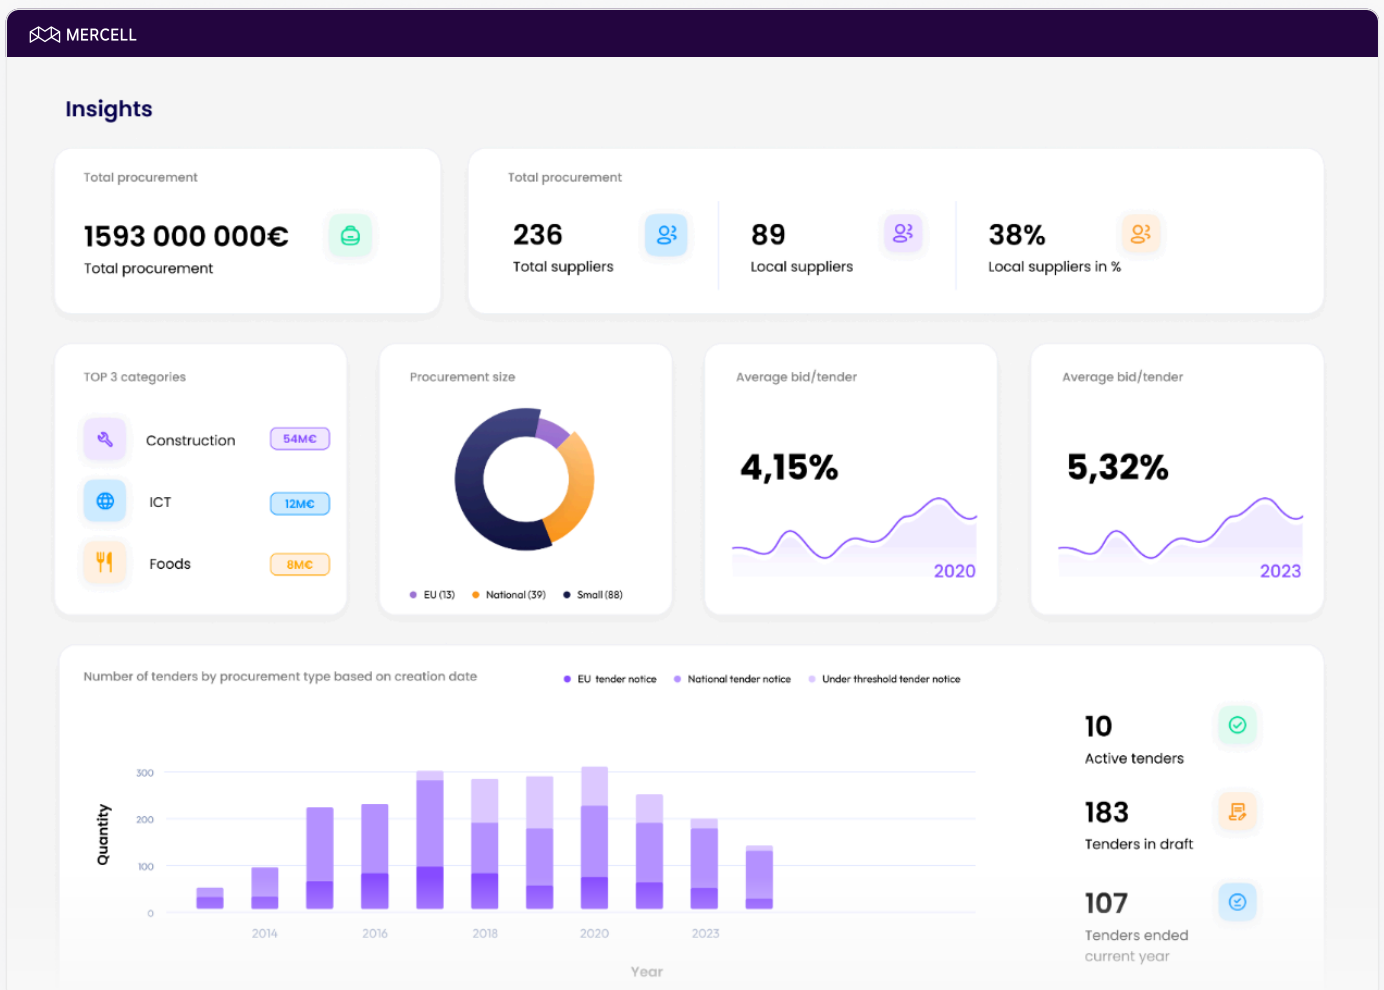 MERCELL
Insights
Total procurement
1593 000 000€
Total procurement
Total procurement
236
Total suppliers
89
Local suppliers
38%
Local suppliers in %
TOP 3 categories
Construction
54M€
ICT
12M€
Foods
8M€
Procurement size
EU (13)
National (39)
Small (88)
Average bid/tender
4,15%
2020
Average bid/tender
5,32%
2023
Number of tenders by procurement type based on creation date
EU tender notice
National tender notice
Under threshold tender notice
Quantity
300
200
100
0
2014
2016
2018
2020
2023
Year
10
Active tenders
183
Tenders in draft
107
Tenders ended
current year